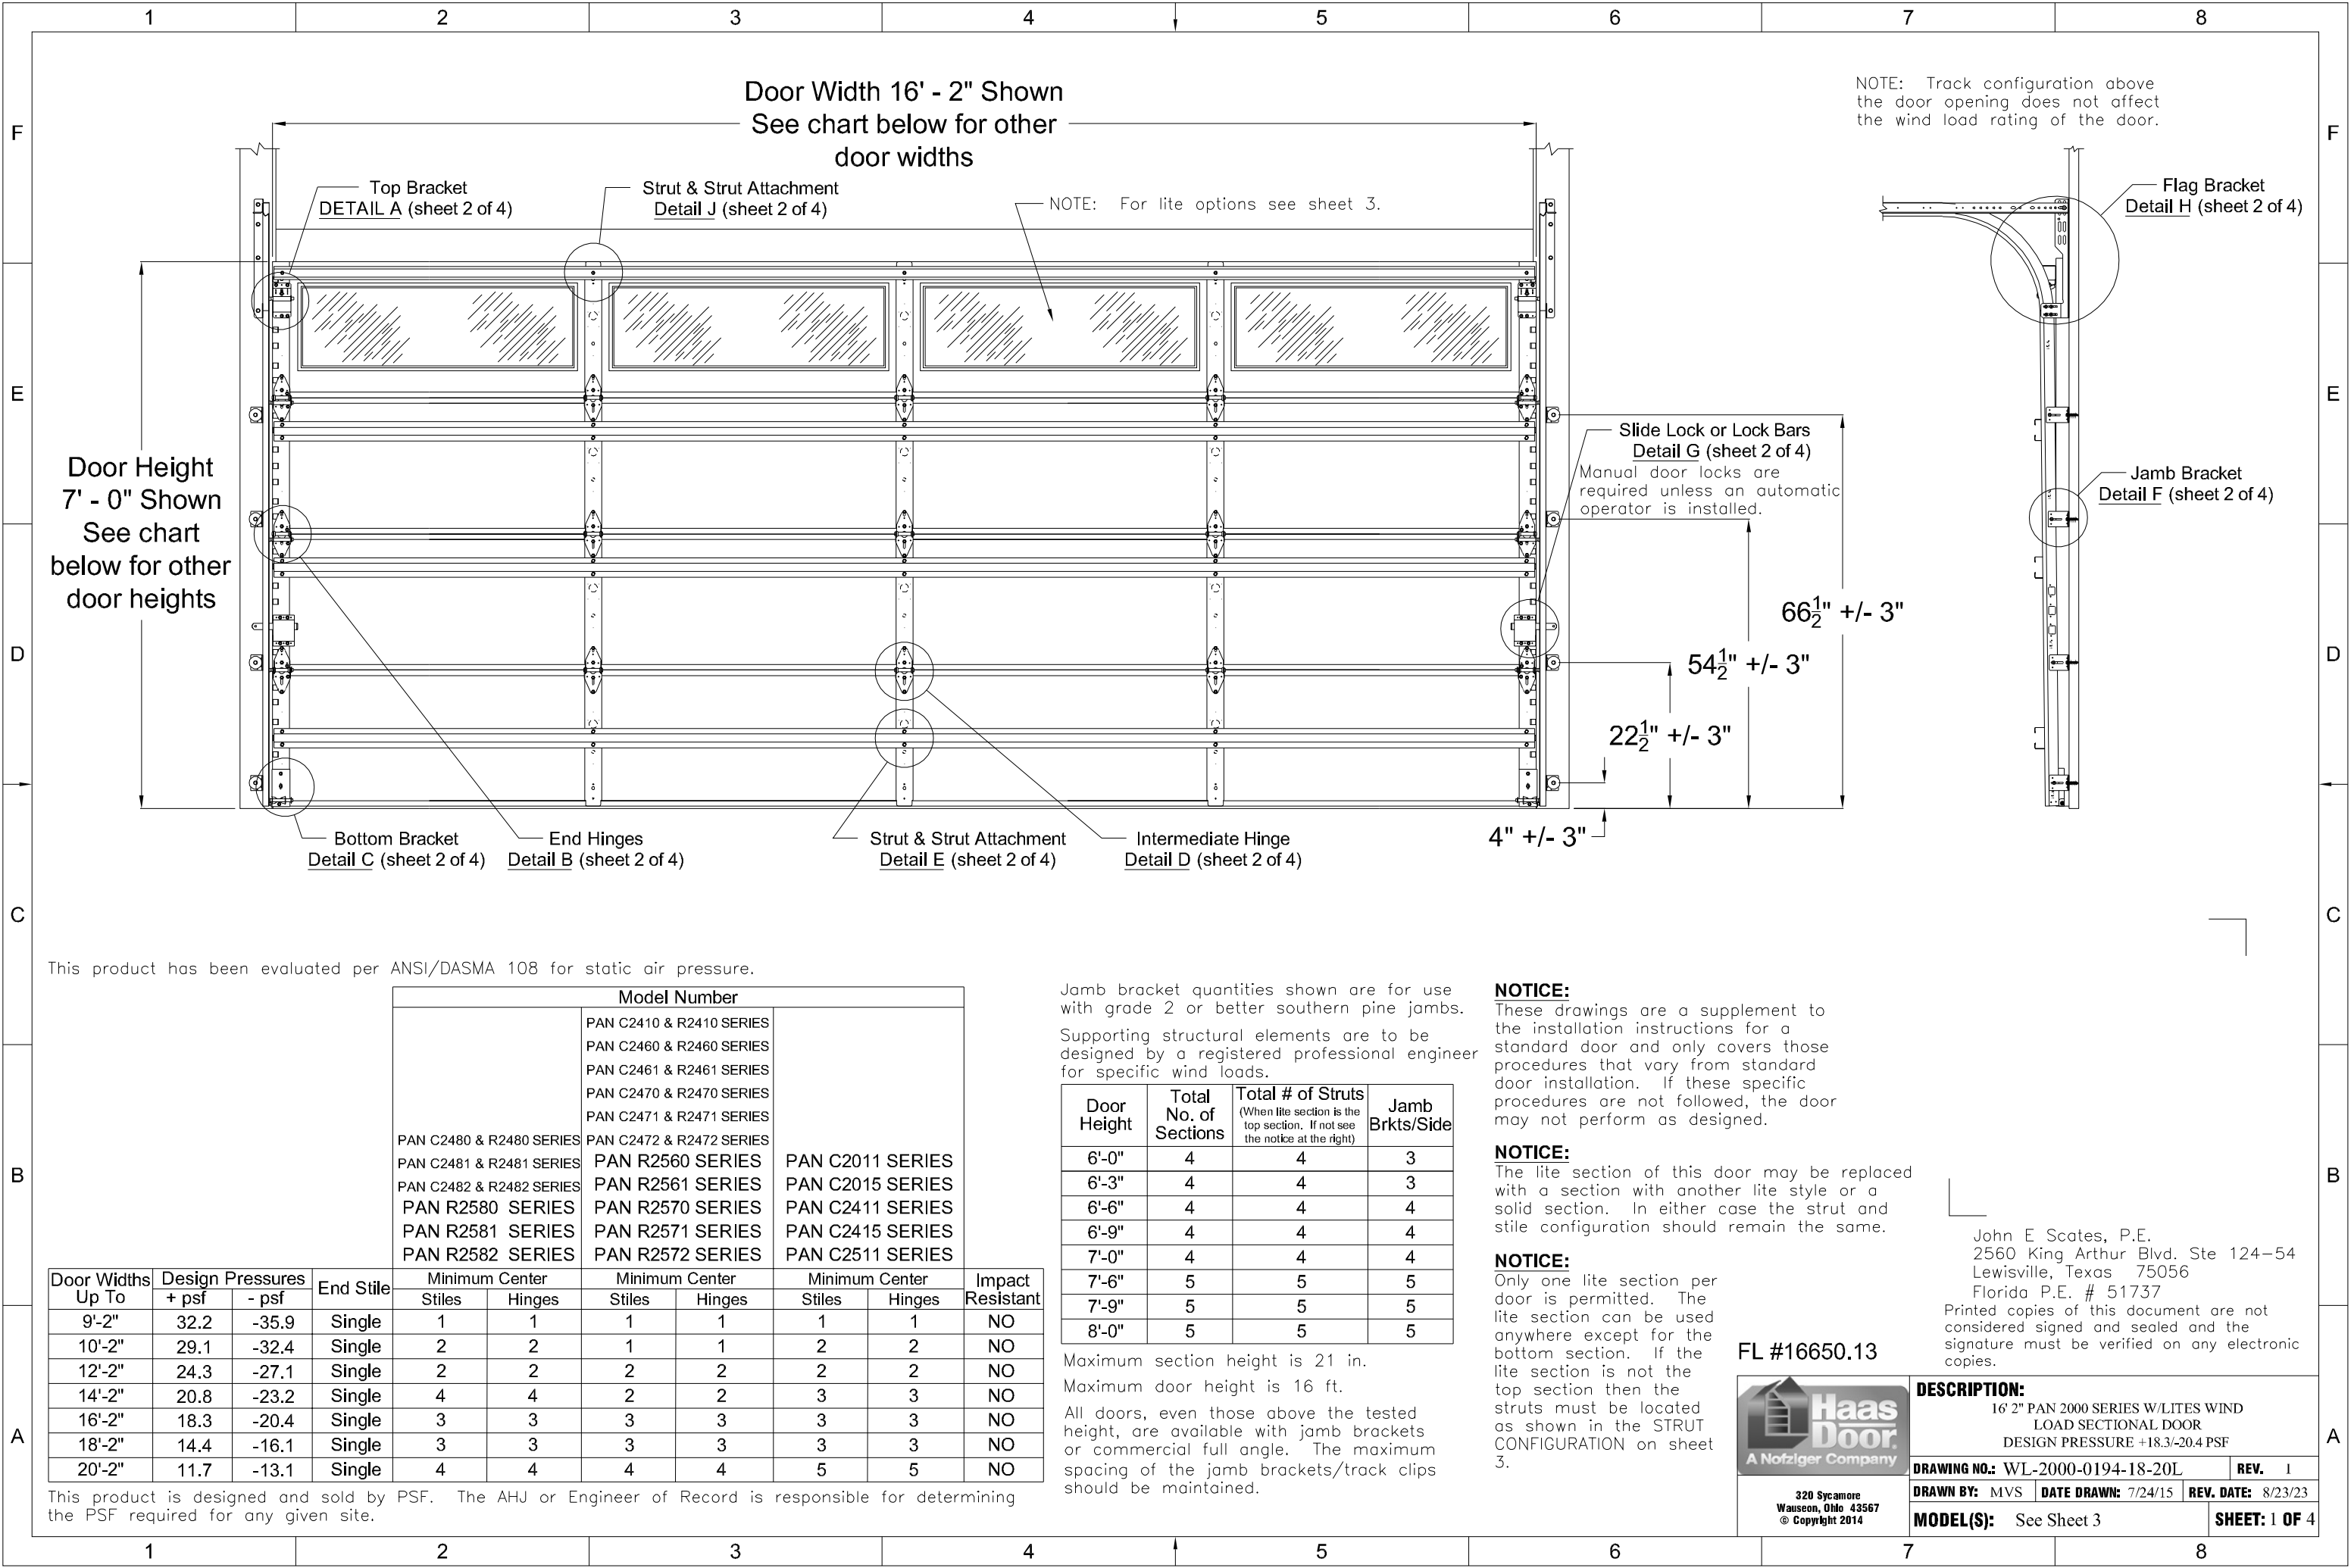 1 2 3 4 5 6 7 8
F
E
D
C
B
A
Door Width 16' - 2" Shown
See chart below for other
door widths
NOTE: Track configuration above
the door opening does not affect
the wind load rating of the door.
Top Bracket
DETAIL A (sheet 2 of 4)
Strut & Strut Attachment
Detail J (sheet 2 of 4)
NOTE: For lite options see sheet 3.
Flag Bracket
Detail H (sheet 2 of 4)
Slide Lock or Lock Bars
Detail G (sheet 2 of 4)
Manual door locks are
required unless an automatic
operator is installed.
Jamb Bracket
Detail F (sheet 2 of 4)
Door Height
7' - 0" Shown
See chart
below for other
door heights
66 1/2" +/- 3"
54 1/2" +/- 3"
22 1/2" +/- 3"
4" +/- 3"
Bottom Bracket
Detail C (sheet 2 of 4)
End Hinges
Detail B (sheet 2 of 4)
Strut & Strut Attachment
Detail E (sheet 2 of 4)
Intermediate Hinge
Detail D (sheet 2 of 4)
This product has been evaluated per ANSI/DASMA 108 for static air pressure.
Model Number
PAN C2410 & R2410 SERIES
PAN C2460 & R2460 SERIES
PAN C2461 & R2461 SERIES
PAN C2470 & R2470 SERIES
PAN C2471 & R2471 SERIES
PAN C2480 & R2480 SERIES PAN C2472 & R2472 SERIES
PAN C2481 & R2481 SERIES PAN R2560 SERIES PAN C2011 SERIES
PAN C2482 & R2482 SERIES PAN R2561 SERIES PAN C2015 SERIES
PAN R2580 SERIES PAN R2570 SERIES PAN C2411 SERIES
PAN R2581 SERIES PAN R2571 SERIES PAN C2415 SERIES
PAN R2582 SERIES PAN R2572 SERIES PAN C2511 SERIES
Door Widths Up To Design Pressures End Stile Minimum Center Minimum Center Minimum Center Impact Resistant
+ psf - psf Stiles Hinges Stiles Hinges Stiles Hinges
9'-2" 32.2 -35.9 Single 1 1 1 1 1 1 NO
10'-2" 29.1 -32.4 Single 2 2 1 1 2 2 NO
12'-2" 24.3 -27.1 Single 2 2 2 2 2 2 NO
14'-2" 20.8 -23.2 Single 4 4 2 2 3 3 NO
16'-2" 18.3 -20.4 Single 3 3 3 3 3 3 NO
18'-2" 14.4 -16.1 Single 3 3 3 3 3 3 NO
20'-2" 11.7 -13.1 Single 4 4 4 4 5 5 NO
This product is designed and sold by PSF. The AHJ or Engineer of Record is responsible for determining
the PSF required for any given site.
Jamb bracket quantities shown are for use
with grade 2 or better southern pine jambs.
Supporting structural elements are to be
designed by a registered professional engineer
for specific wind loads.
Door Height Total No. of Sections Total # of Struts (When lite section is the top section. If not see the notice at the right) Jamb Brkts/Side
6'-0" 4 4 3
6'-3" 4 4 3
6'-6" 4 4 4
6'-9" 4 4 4
7'-0" 4 4 4
7'-6" 5 5 5
7'-9" 5 5 5
8'-0" 5 5 5
Maximum section height is 21 in.
Maximum door height is 16 ft.
All doors, even those above the tested
height, are available with jamb brackets
or commercial full angle. The maximum
spacing of the jamb brackets/track clips
should be maintained.
NOTICE:
These drawings are a supplement to
the installation instructions for a
standard door and only covers those
procedures that vary from standard
door installation. If these specific
procedures are not followed, the door
may not perform as designed.
NOTICE:
The lite section of this door may be replaced
with a section with another lite style or a
solid section. In either case the strut and
stile configuration should remain the same.
NOTICE:
Only one lite section per
door is permitted. The
lite section can be used
anywhere except for the
bottom section. If the
lite section is not the
top section then the
struts must be located
as shown in the STRUT
CONFIGURATION on sheet
3.
John E Scates, P.E.
2560 King Arthur Blvd. Ste 124-54
Lewisville, Texas 75056
Florida P.E. # 51737
Printed copies of this document are not
considered signed and sealed and the
signature must be verified on any electronic
copies.
FL #16650.13
Haas
Door
A Nofziger Company
320 Sycamore
Wauseon, Ohio 43567
© Copyright 2014
DESCRIPTION:
16' 2" PAN 2000 SERIES W/LITES WIND
LOAD SECTIONAL DOOR
DESIGN PRESSURE +18.3/-20.4 PSF
DRAWING NO.: WL-2000-0194-18-20L REV. 1
DRAWN BY: MVS DATE DRAWN: 7/24/15 REV. DATE: 8/23/23
MODEL(S): See Sheet 3 SHEET: 1 OF 4
F
E
D
C
B
A
1 2 3 4 5 6 7 8